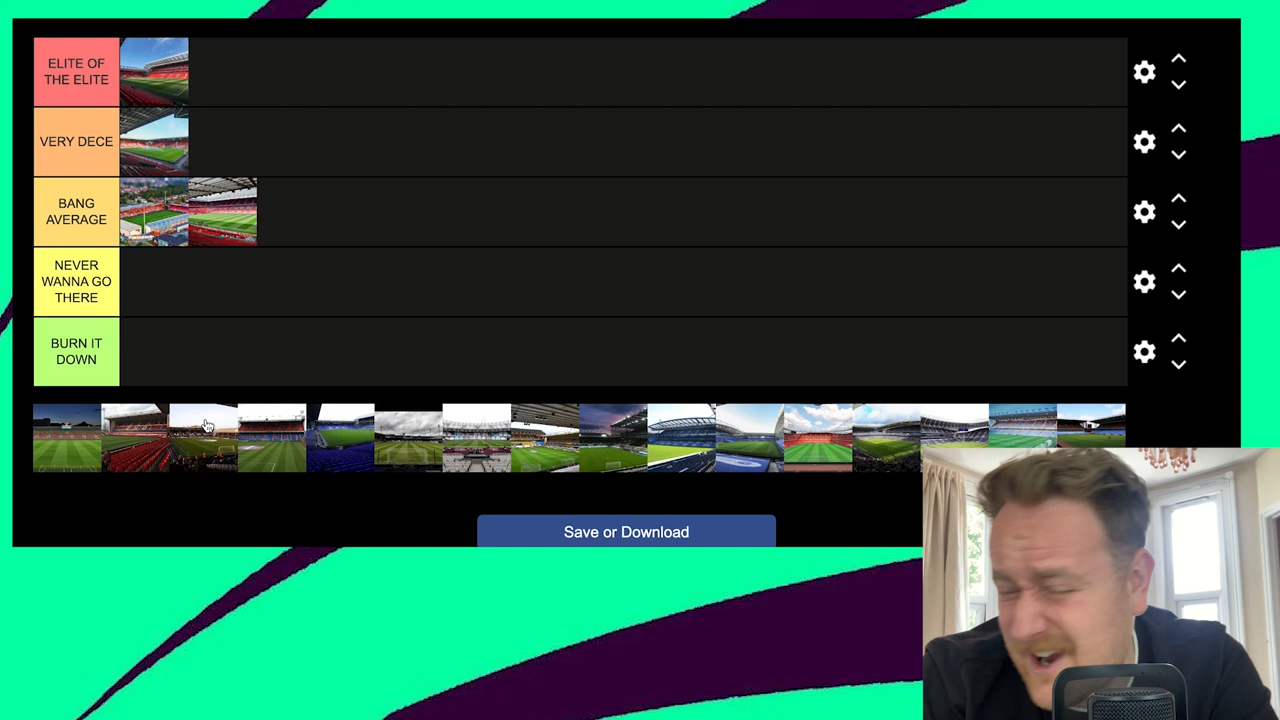 ELITE OF
THE ELITE
VERY DECE
BANG
AVERAGE
NEVER
WANNA GO
THERE
BURN IT
DOWN
Save or Download